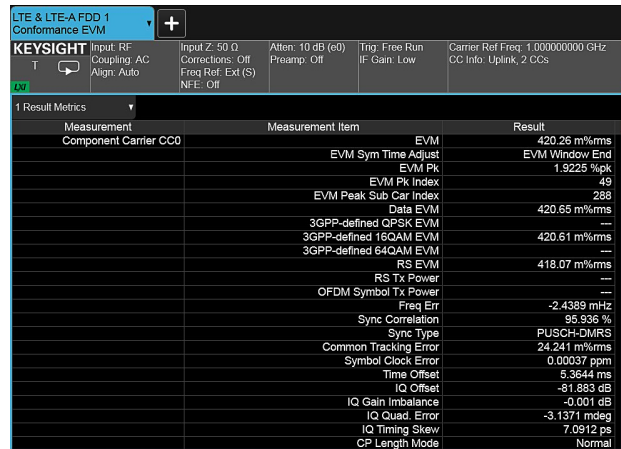 LTE & LTE-A FDD 1
Conformance EVM
KEYSIGHT Input: RF Input Z: 50 Ω Atten: 10 dB (e0) Trig: Free Run Carrier Ref Freq: 1.000000000 GHz
T Coupling: AC Corrections: Off Preamp: Off IF Gain: Low CC Info: Uplink, 2 CCs
Align: Auto Freq Ref: Ext (S)
LXI NFE: Off
1 Result Metrics
Measurement Measurement Item Result
Component Carrier CC0 EVM 420.26 m%rms
EVM Sym Time Adjust EVM Window End
EVM Pk 1.9225 %pk
EVM Pk Index 49
EVM Peak Sub Car Index 288
Data EVM 420.65 m%rms
3GPP-defined QPSK EVM ---
3GPP-defined 16QAM EVM 420.61 m%rms
3GPP-defined 64QAM EVM ---
RS EVM 418.07 m%rms
RS Tx Power ---
OFDM Symbol Tx Power ---
Freq Err -2.4389 mHz
Sync Correlation 95.936 %
Sync Type PUSCH-DMRS
Common Tracking Error 24.241 m%rms
Symbol Clock Error 0.00037 ppm
Time Offset 5.3644 ms
IQ Offset -81.883 dB
IQ Gain Imbalance -0.001 dB
IQ Quad. Error -3.1371 mdeg
IQ Timing Skew 7.0912 ps
CP Length Mode Normal